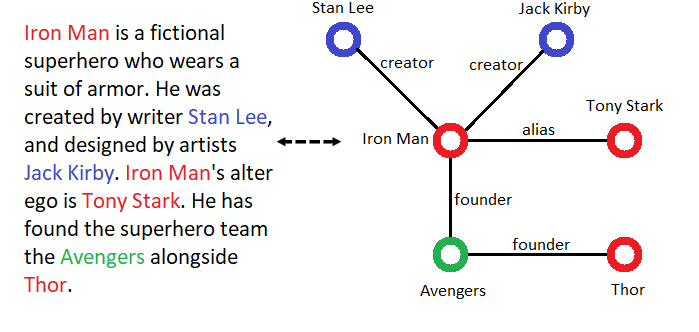 Iron Man is a fictional
superhero who wears a
suit of armor. He was
created by writer Stan Lee,
and designed by artists
Jack Kirby. Iron Man's alter
ego is Tony Stark. He has
found the superhero team
the Avengers alongside
Thor.
Stan Lee
Jack Kirby
creator
creator
Tony Stark
Iron Man
alias
founder
founder
Avengers
Thor